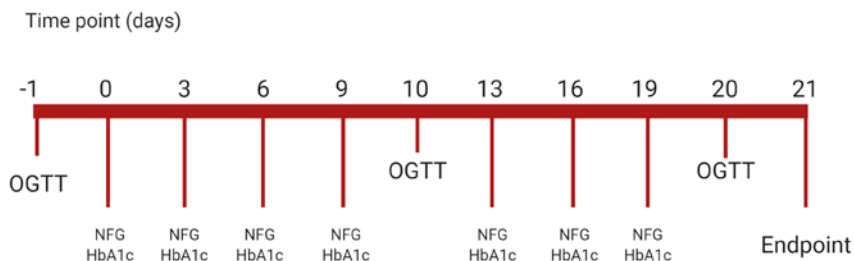 Time point (days)
-1 0 3 6 9 10 13 16 19 20 21
OGTT OGTT OGTT
NFG NFG NFG NFG NFG NFG NFG
HbA1c HbA1c HbA1c HbA1c HbA1c HbA1c HbA1c
Endpoint